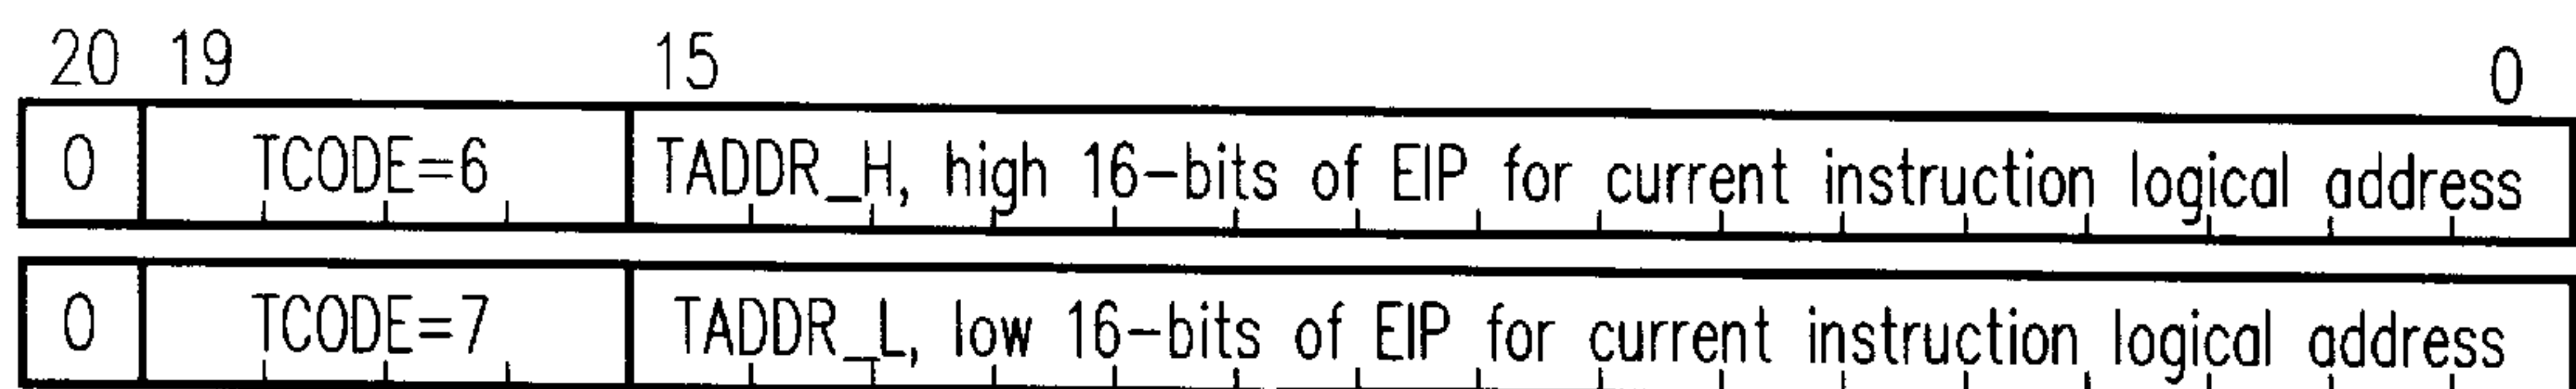 20 19 15 0
0 TCODE=6 TADDR_H, high 16-bits of EIP for current instruction logical address
0 TCODE=7 TADDR_L, low 16-bits of EIP for current instruction logical address